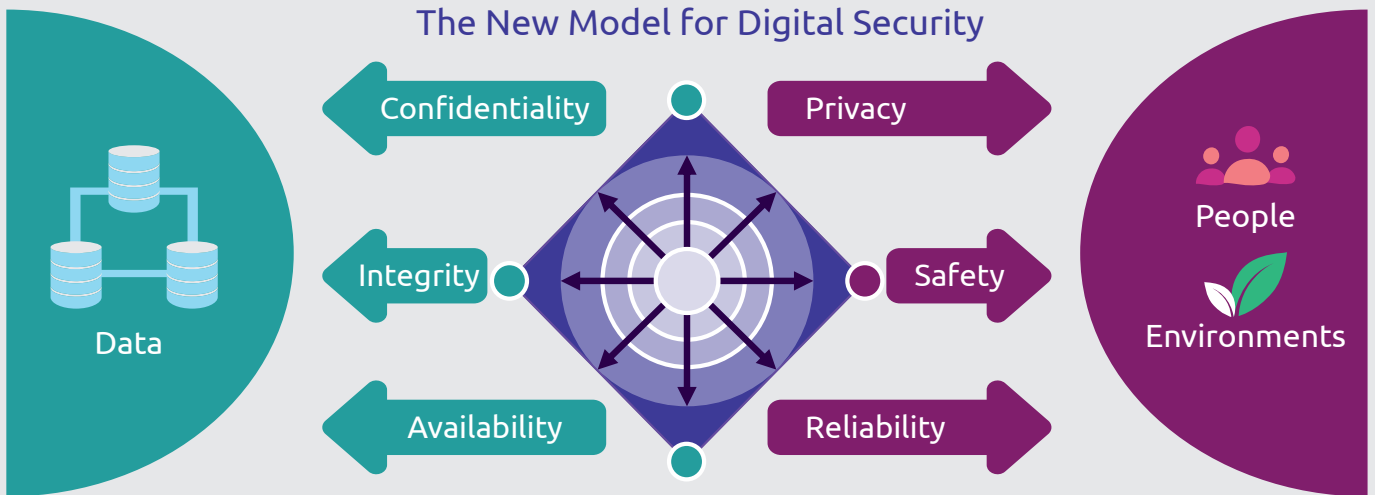 The New Model for Digital Security
Confidentiality
Privacy
People
Integrity
Safety
Data
Environments
Availability
Reliability